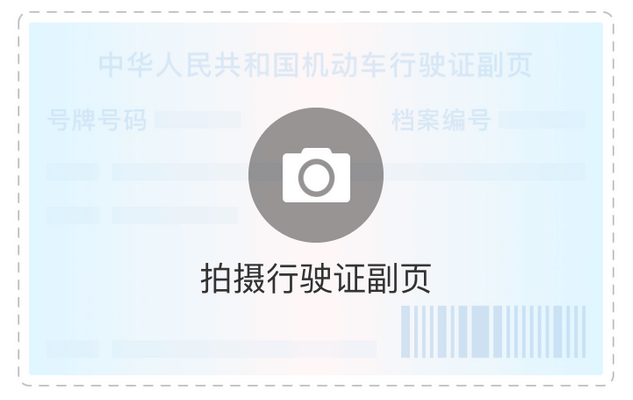 中华人民共和国机动车行驶证副页
号牌号码 档案编号
拍摄行驶证副页